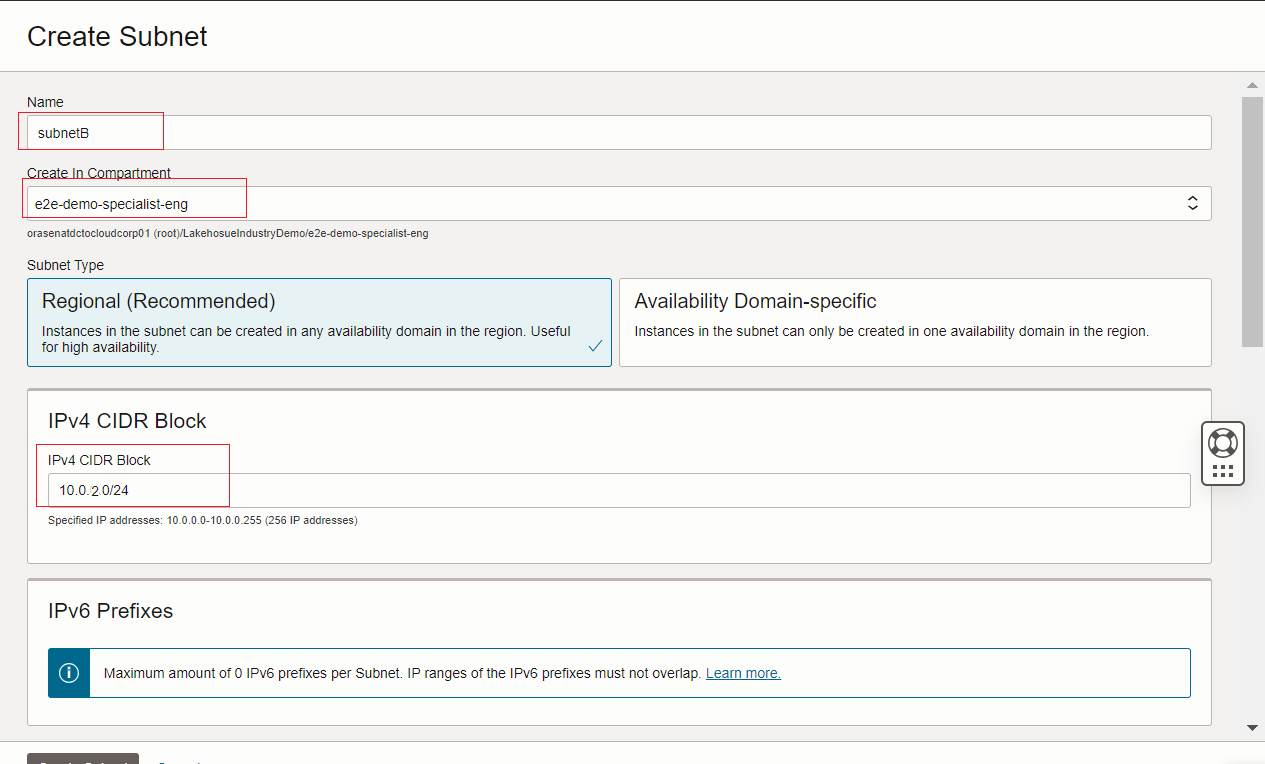 Create Subnet
Name
subnetB
Create In Compartment
e2e-demo-specialist-eng
orasenatdctocloudcorp01 (root)/LakehosueIndustryDemo/e2e-demo-specialist-eng
Subnet Type
Regional (Recommended)
Instances in the subnet can be created in any availability domain in the region. Useful
for high availability.
Availability Domain-specific
Instances in the subnet can only be created in one availability domain in the region.
IPv4 CIDR Block
IPv4 CIDR Block
10.0.2.0/24
Specified IP addresses: 10.0.0.0-10.0.0.255 (256 IP addresses)
IPv6 Prefixes
Maximum amount of 0 IPv6 prefixes per Subnet. IP ranges of the IPv6 prefixes must not overlap. Learn more.